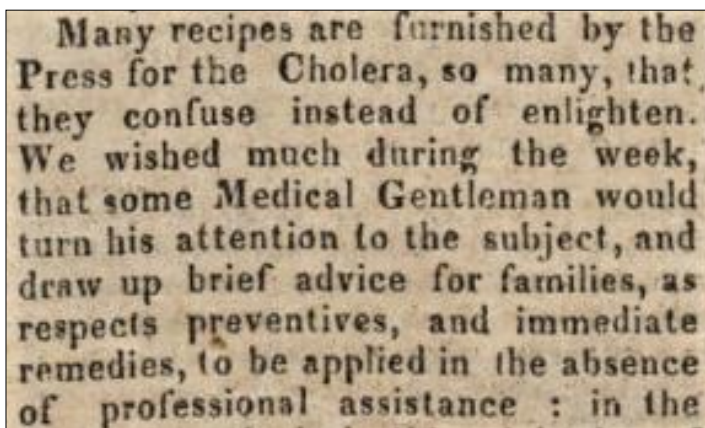 Many recipes are furnished by the
Press for the Cholera, so many, that
they confuse instead of enlighten.
We wished much during the week,
that some Medical Gentleman would
turn his attention to the subject, and
draw up brief advice for families, as
respects preventives, and immediate
remedies, to be applied in the absence
of professional assistance : in the